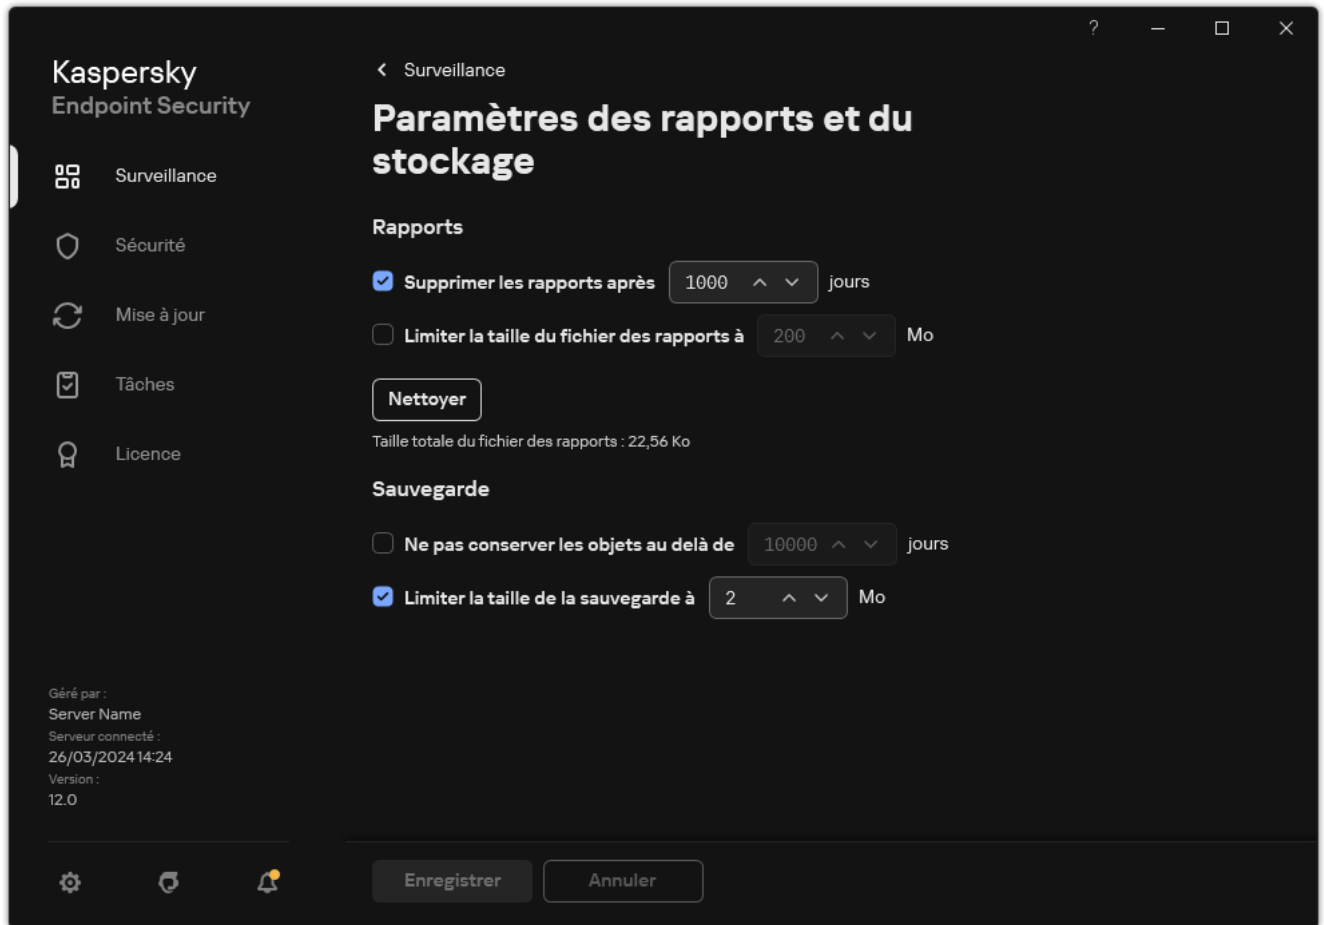 ?
Kaspersky
Endpoint Security
Surveillance
Sécurité
Mise à jour
Tâches
Licence
Géré par :
Server Name
Serveur connecté :
26/03/2024 14:24
Version :
12.0
Surveillance
Paramètres des rapports et du
stockage
Rapports
Supprimer les rapports après 1000 jours
Limiter la taille du fichier des rapports à 200 Mo
Nettoyer
Taille totale du fichier des rapports : 22,56 Ko
Sauvegarde
Ne pas conserver les objets au delà de 10000 jours
Limiter la taille de la sauvegarde à 2 Mo
Enregistrer Annuler